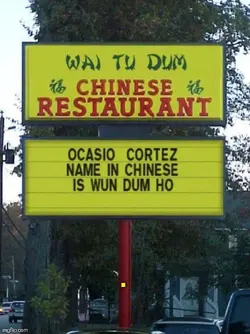 WAI TU DUM
福 CHINESE 福
RESTAURANT
OCASIO CORTEZ
NAME IN CHINESE
IS WUN DUM HO
imgflip.com